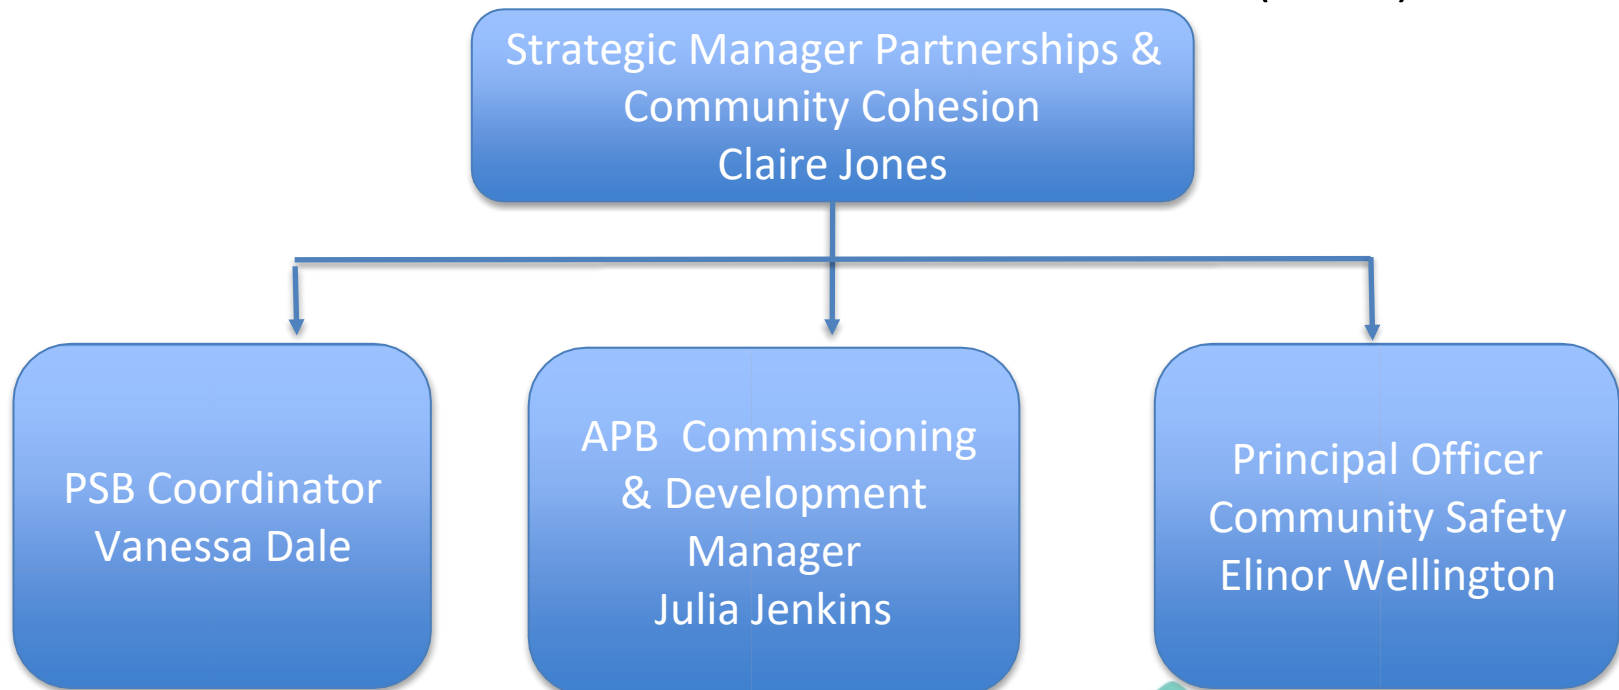 Strategic Manager Partnerships &
Community Cohesion
Claire Jones
PSB Coordinator
Vanessa Dale
APB Commissioning
& Development
Manager
Julia Jenkins
Principal Officer
Community Safety
Elinor Wellington